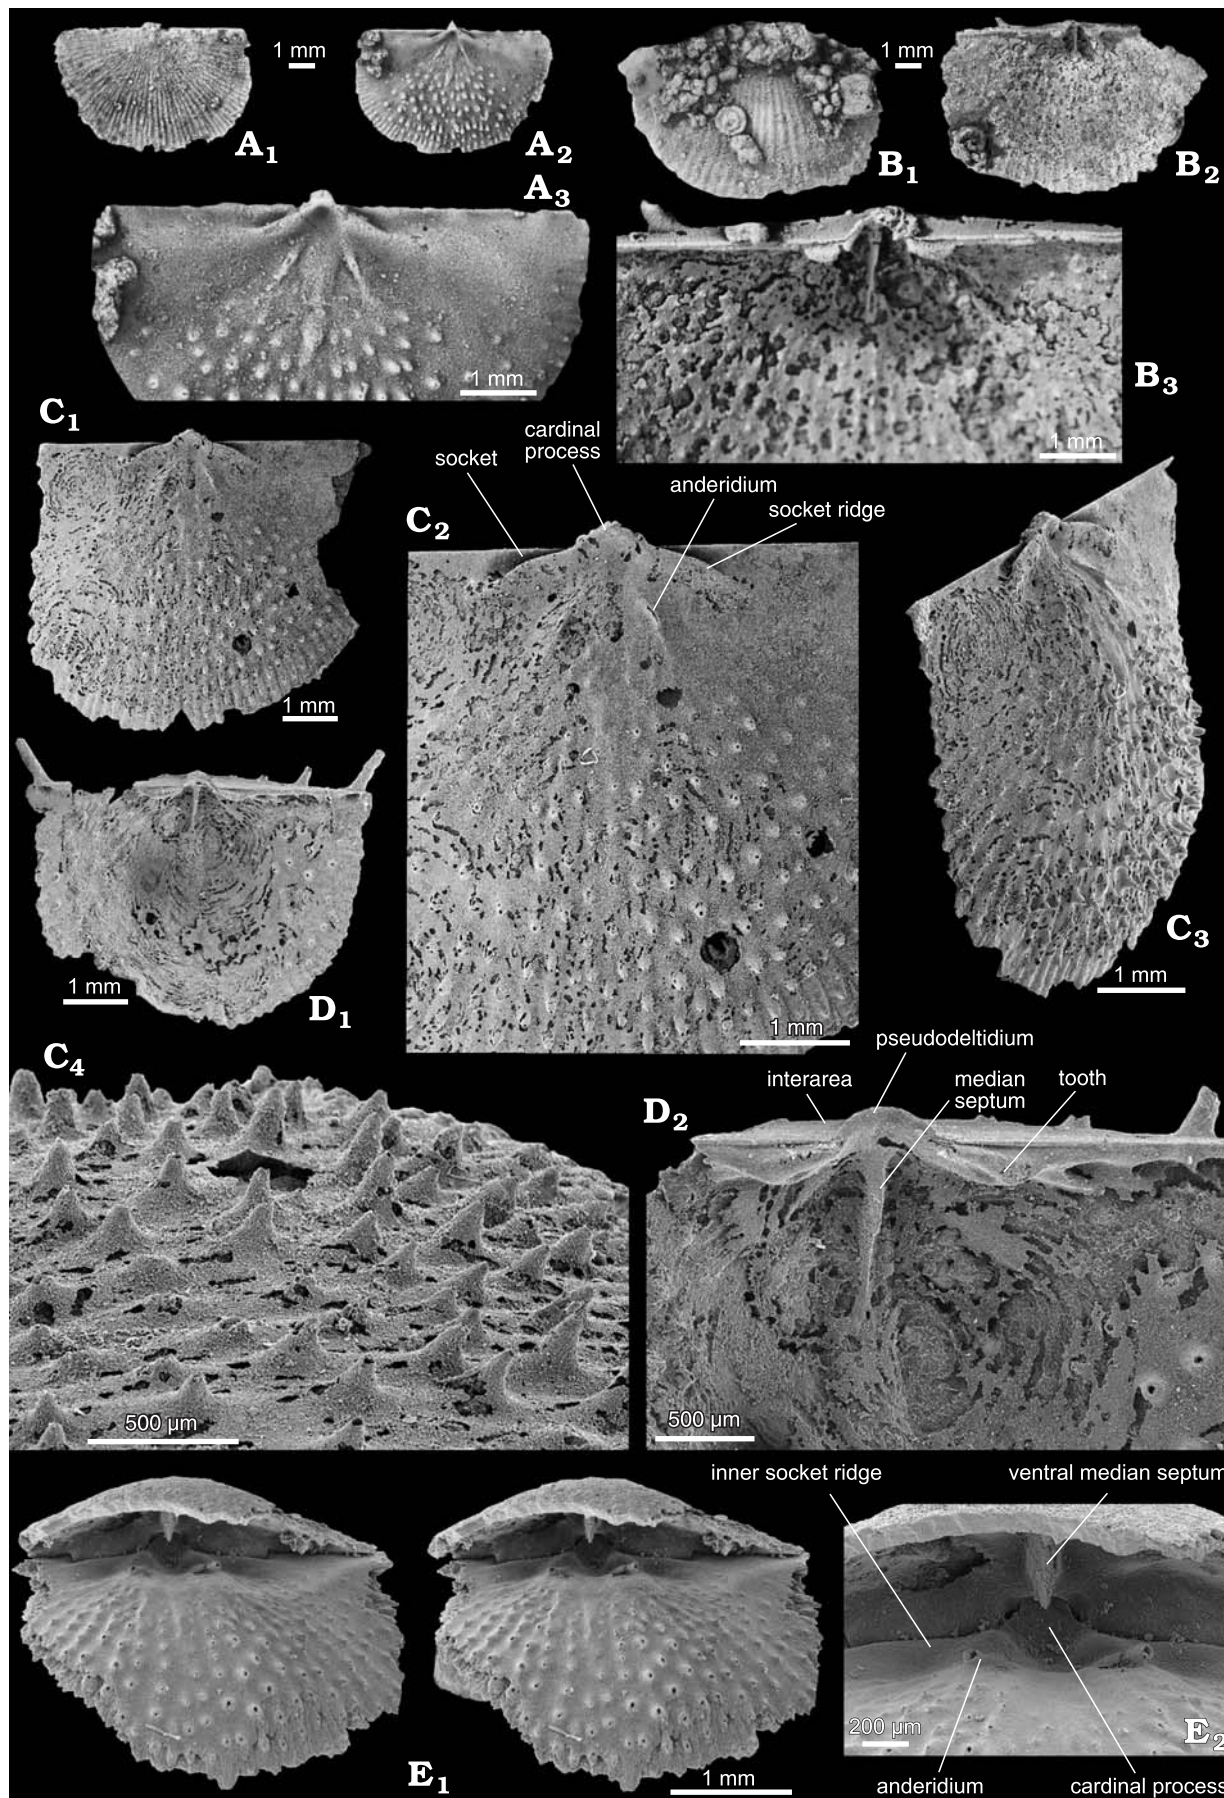 1 mm
A1
A2
1 mm
B1
B2
A3
1 mm
B3
1 mm
C1
1 mm
cardinal
process
socket
anderidium
socket ridge
C2
1 mm
C3
1 mm
D1
1 mm
C4
500 µm
pseudodeltidium
interarea
median
septum
tooth
D2
500 µm
inner socket ridge
ventral median septum
E1
1 mm
200 µm
E2
anderidium
cardinal process